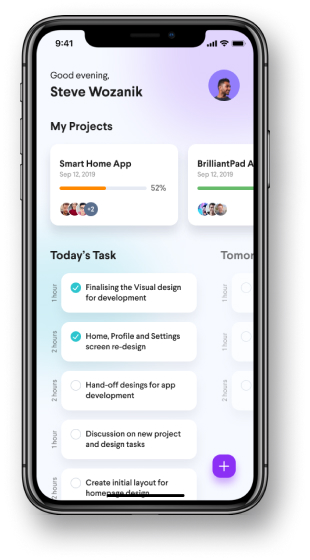 9:41
Good evening,
Steve Wozanik
My Projects
Smart Home App
Sep 12, 2019
52%
+2
BrilliantPad A
Sep 12, 2019
Today's Task
Tomor
1 hour
Finalising the Visual design
for development
1 hour
2 hours
Home, Profile and Settings
screen re-design
1 hour
2 hours
Hand-off desings for app
development
2 hours
1 hour
Discussion on new project
and design tasks
2 hours
Create initial layout for
homepage design